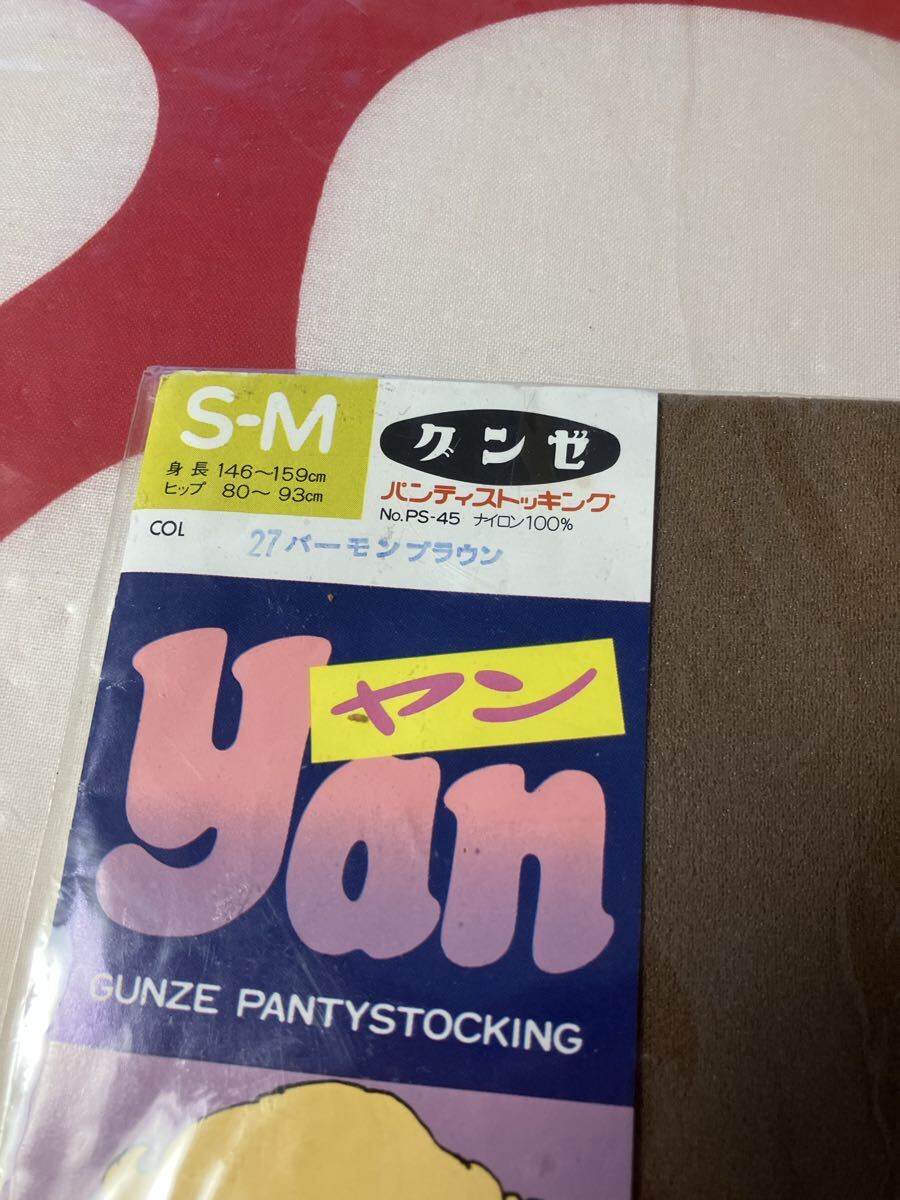 S-M
身長 146〜159cm
ヒップ 80〜93cm
グンゼ
パンティストッキング
No.PS-45 ナイロン100%
COL 27バーモンブラウン
yan
ヤン
GUNZE PANTYSTOCKING